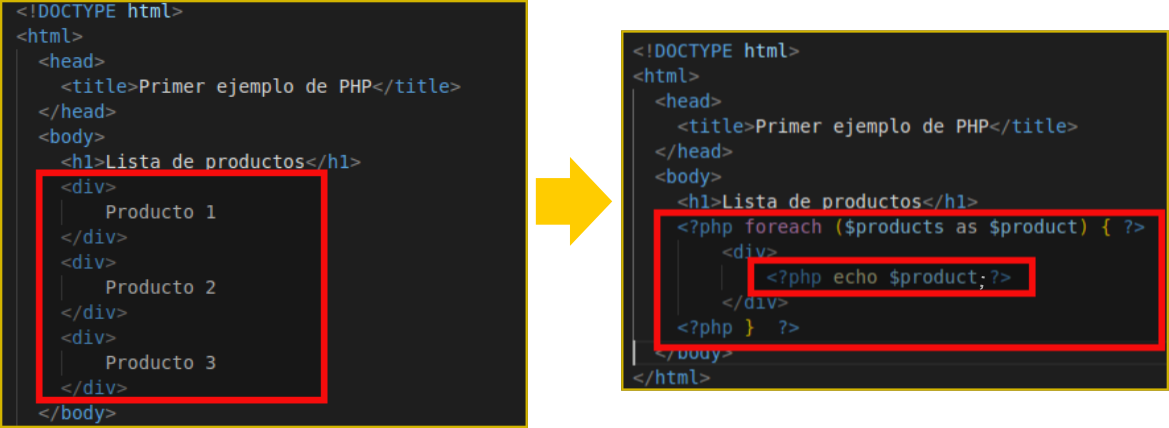 <!DOCTYPE html>
<html>
<head>
<title>Primer ejemplo de PHP</title>
</head>
<body>
<h1>Lista de productos</h1>
<div>
Producto 1
</div>
<div>
Producto 2
</div>
<div>
Producto 3
</div>
</body>
<!DOCTYPE html>
<html>
<head>
<title>Primer ejemplo de PHP</title>
</head>
<body>
<h1>Lista de productos</h1>
<?php foreach ($products as $product) { ?>
<div>
<?php echo $product;?>
</div>
<?php }  ?>
</body>
</html>